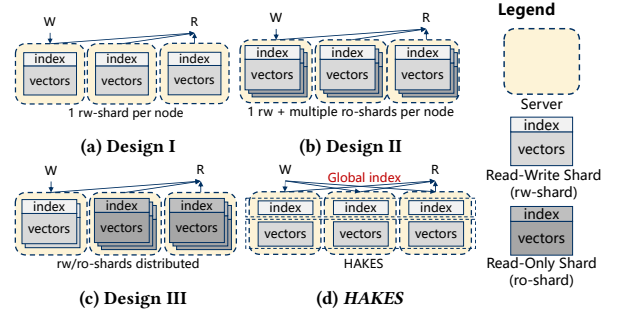 W R
index index index
vectors vectors vectors
1 rw-shard per node
(a) Design I
W R
index index index
vectors vectors vectors
1 rw + multiple ro-shards per node
(b) Design II
W R
index index index
vectors vectors vectors
rw/ro-shards distributed
(c) Design III
W R
Global index
index index index
vectors vectors vectors
HAKES
(d) HAKES
Legend
Server
index
vectors
Read-Write Shard
(rw-shard)
index
vectors
Read-Only Shard
(ro-shard)